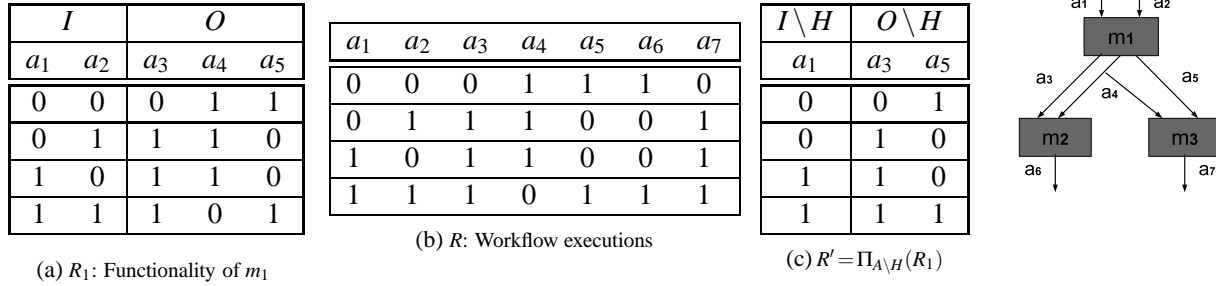 I O
a1 a2 a3 a4 a5
0 0 0 1 1
0 1 1 1 0
1 0 1 1 0
1 1 1 0 1
(a) R1: Functionality of m1
a1 a2 a3 a4 a5 a6 a7
0 0 0 1 1 1 0
0 1 1 1 0 0 1
1 0 1 1 0 0 1
1 1 1 0 1 1 1
(b) R: Workflow executions
I \ H O \ H
a1 a3 a5
0 0 1
0 1 0
1 1 0
1 1 1
(c) R′ = ΠA\H(R1)
a1 a2
m1
a3 a4 a5
m2 m3
a6 a7